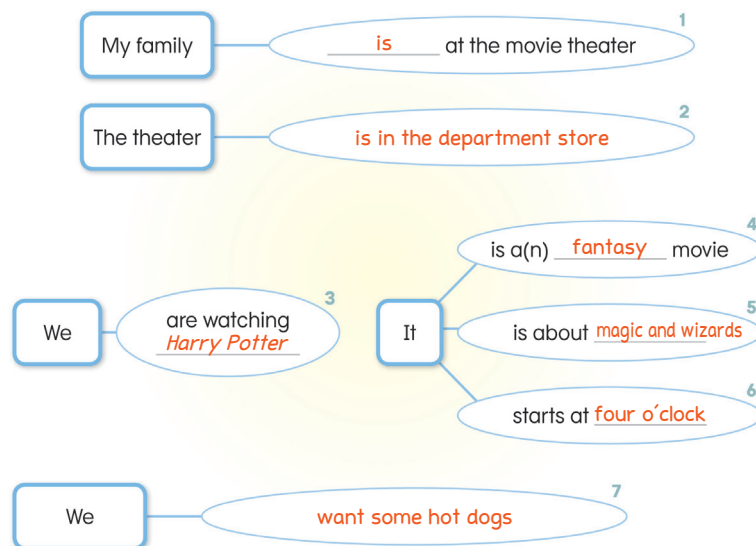 1
My family is at the movie theater
2
The theater is in the department store
3
We are watching
Harry Potter
It
4
is a(n) fantasy movie
5
is about magic and wizards
6
starts at four o'clock
7
We want some hot dogs